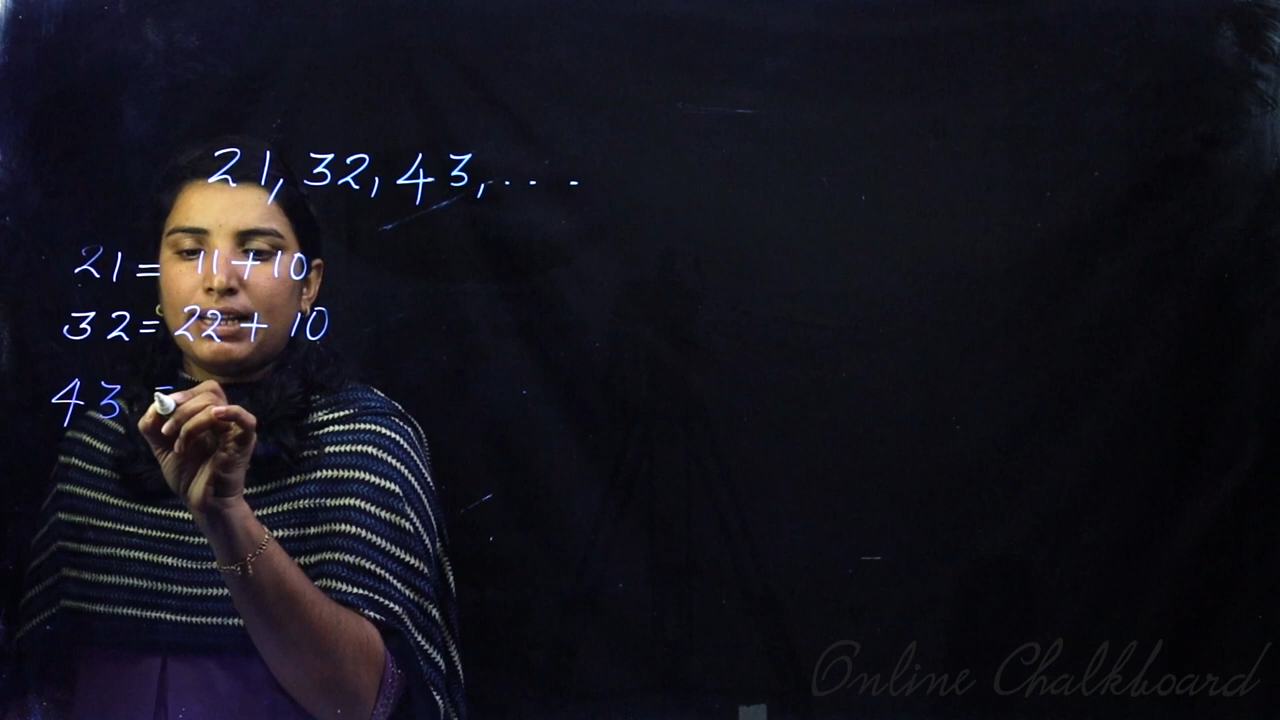 21, 32, 43, . . .
21 = 11 + 10
32 = 22 + 10
43 =
Online Chalkboard